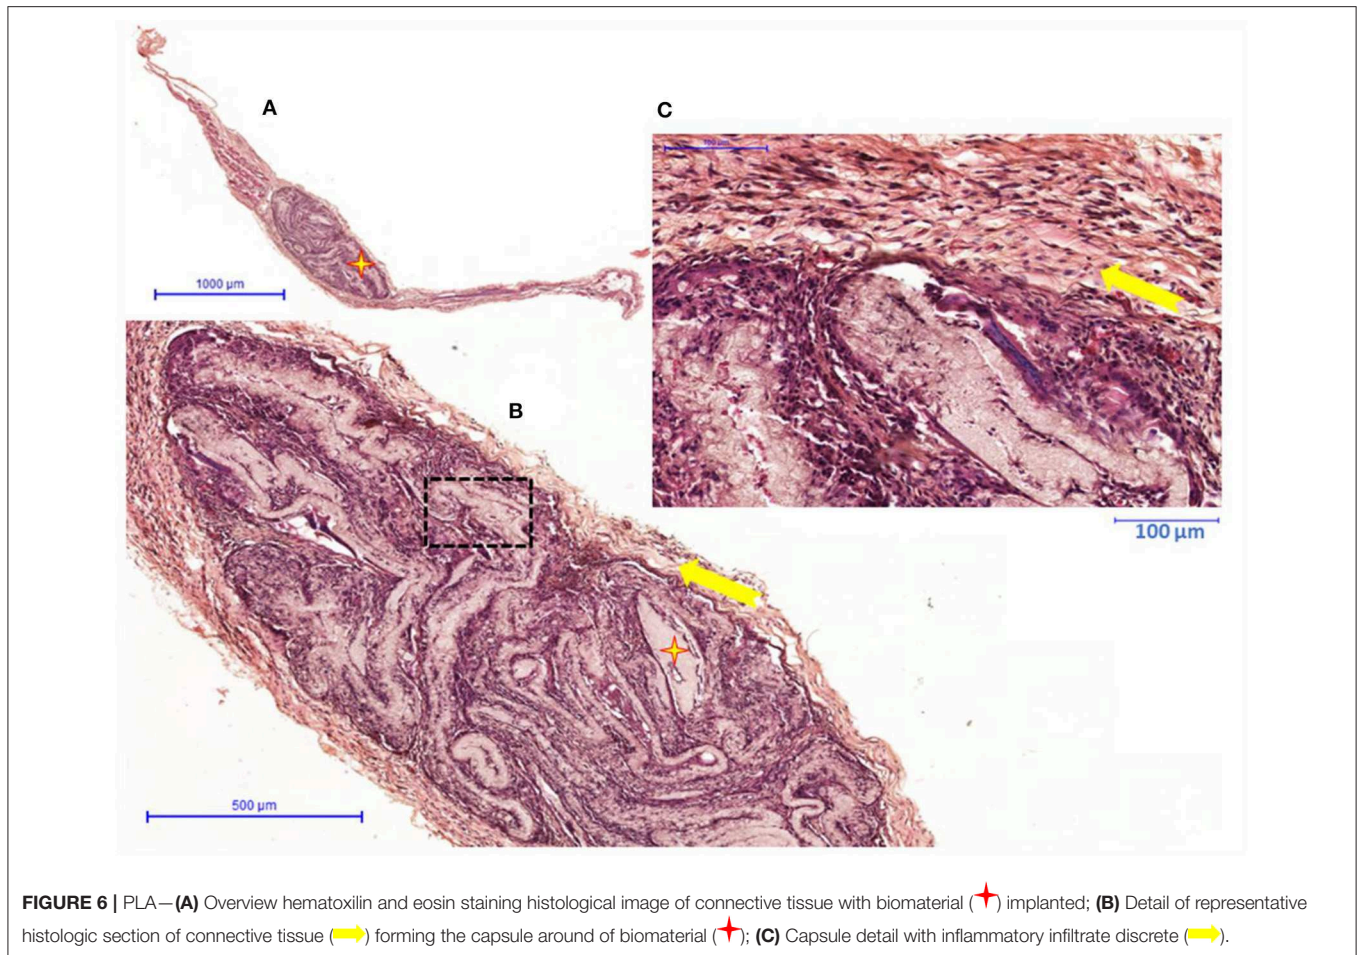 A
C
100 µm
1000 µm
B
100 µm
500 µm
FIGURE 6 | PLA—(A) Overview hematoxilin and eosin staining histological image of connective tissue with biomaterial ( ) implanted; (B) Detail of representative
histologic section of connective tissue ( ) forming the capsule around of biomaterial ( ); (C) Capsule detail with inflammatory infiltrate discrete ( ).